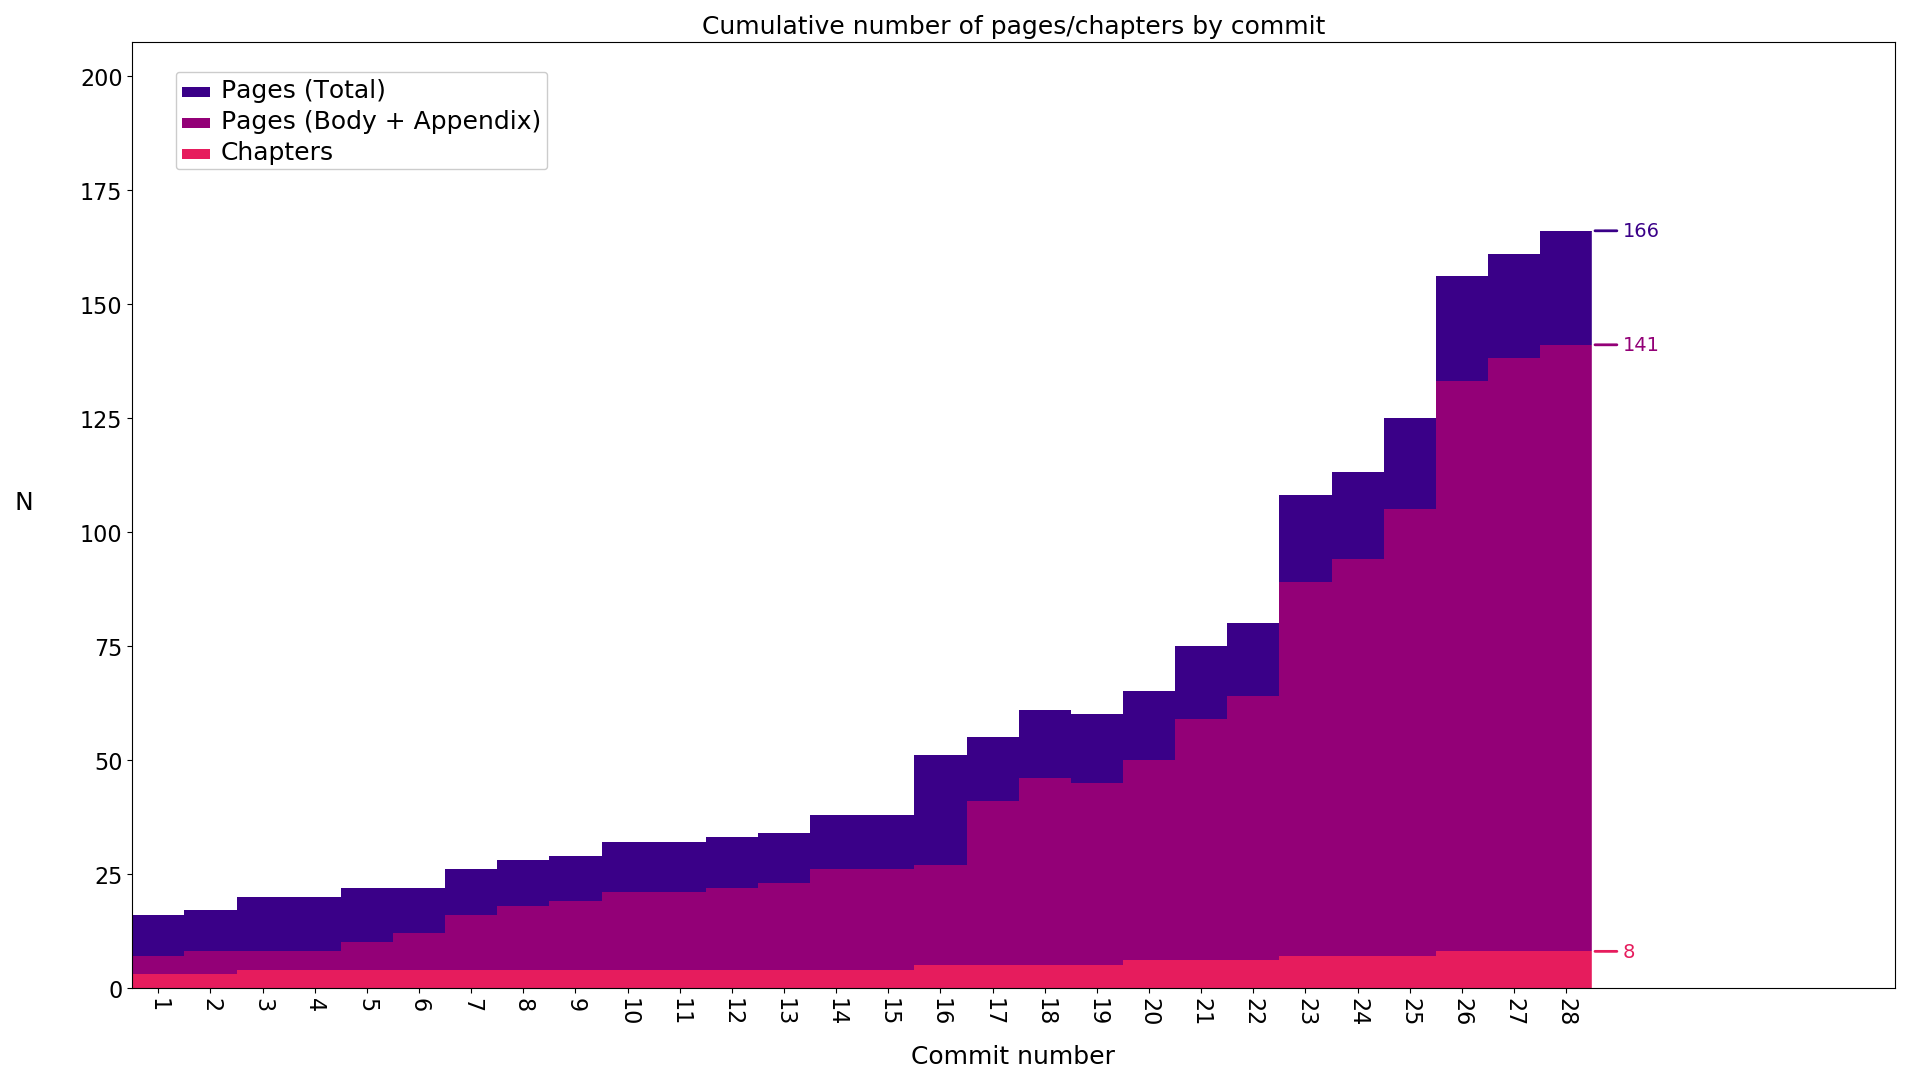 Cumulative number of pages/chapters by commit
200
175
150
125
100
75
50
25
0
N
Pages (Total)
Pages (Body + Appendix)
Chapters
166
141
8
1 2 3 4 5 6 7 8 9 10 11 12 13 14 15 16 17 18 19 20 21 22 23 24 25 26 27 28
Commit number